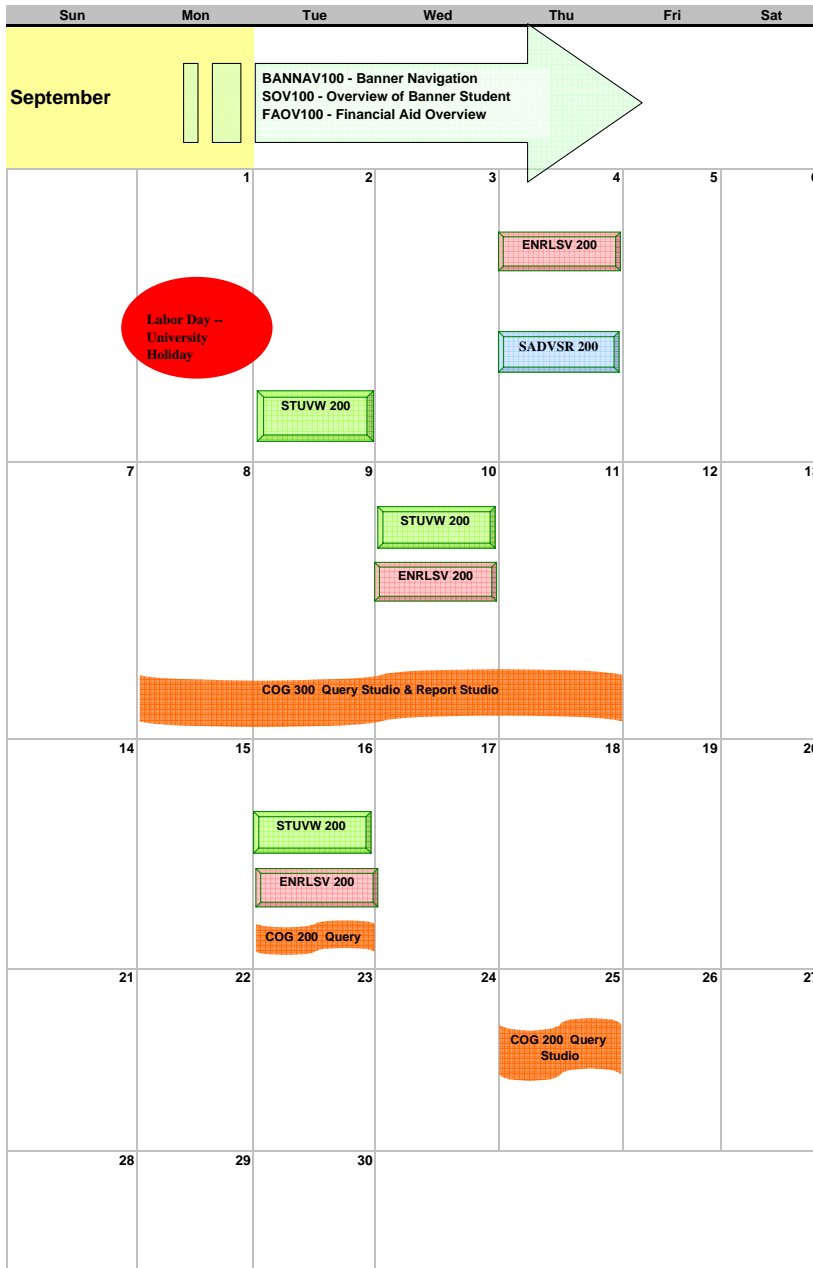 Sun Mon Tue Wed Thu Fri Sat
September
BANNAV100 - Banner Navigation
SOV100 - Overview of Banner Student
FAOV100 - Financial Aid Overview
1 2 3 4 5 6
ENRLSV 200
Labor Day --
University
Holiday
SADVSR 200
STUVW 200
7 8 9 10 11 12 13
STUVW 200
ENRLSV 200
COG 300 Query Studio & Report Studio
14 15 16 17 18 19 20
STUVW 200
ENRLSV 200
COG 200 Query
21 22 23 24 25 26 27
COG 200 Query
Studio
28 29 30